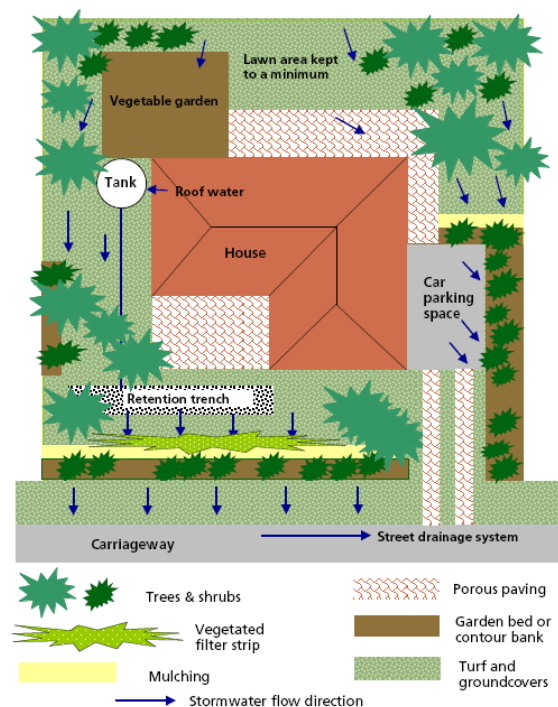 Lawn area kept
to a minimum
Vegetable garden
Tank
Roof water
House
Car
parking
space
Retention trench
Street drainage system
Carriageway
Trees & shrubs
Porous paving
Vegetated
filter strip
Garden bed or
contour bank
Mulching
Turf and
groundcovers
Stormwater flow direction